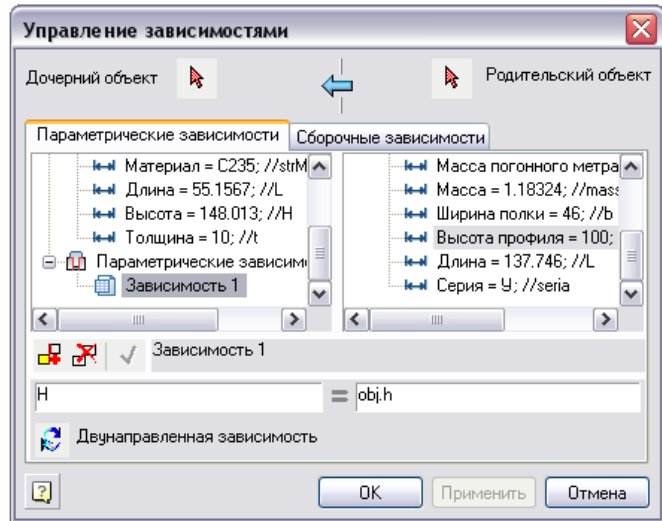 Управление зависимостями
Дочерний объект
Родительский объект
Параметрические зависимости
Сборочные зависимости
Материал = C235; //strM
Длина = 55.1567; //L
Высота = 148.013; //H
Толщина = 10; //t
Параметрические зависим
Зависимость 1
Масса погонного метра
Масса = 1.18324; //mass
Ширина полки = 46; //b
Высота профиля = 100;
Длина = 137.746; //L
Серия = У; //seria
Зависимость 1
H = obj.h
Двунаправленная зависимость
?
OK
Применить
Отмена